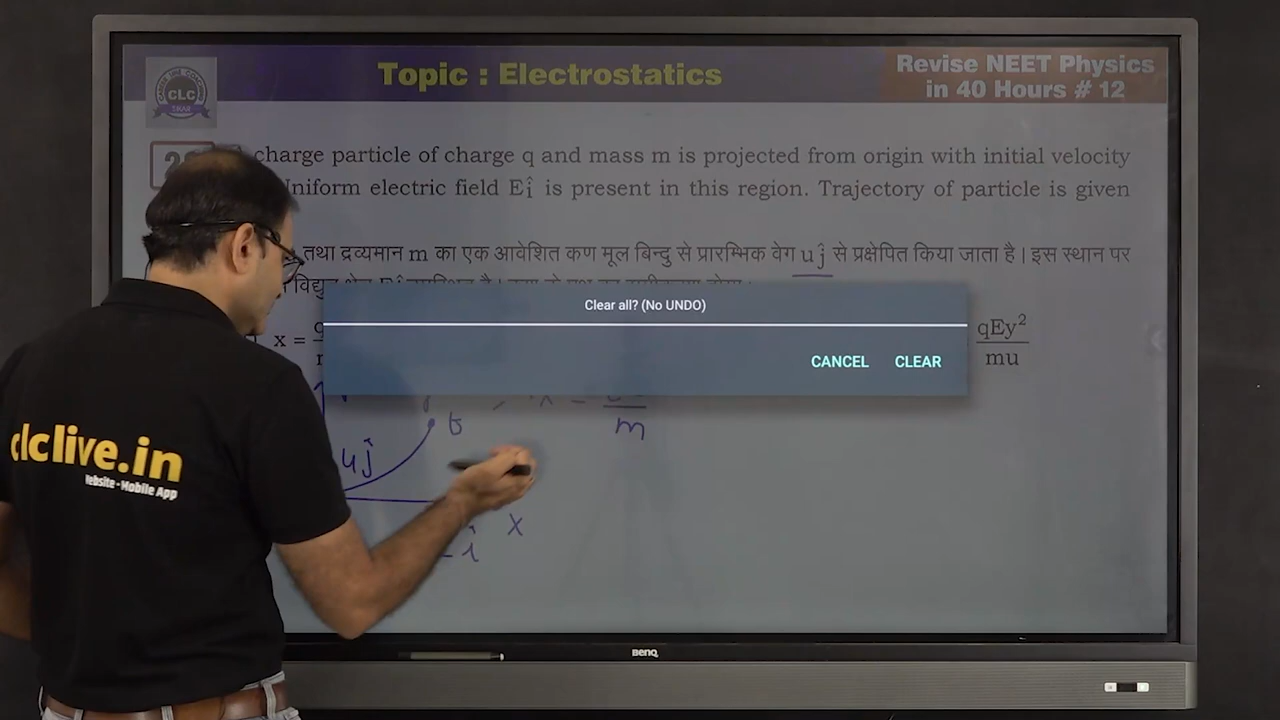 Topic : Electrostatics
Revise NEET Physics
in 40 Hours # 12
CLC
SIKAR
charge particle of charge q and mass m is projected from origin with initial velocity
Uniform electric field Eî is present in this region. Trajectory of particle is given
तथा द्रव्यमान m का एक आवेशित कण मूल बिन्दु से प्रारम्भिक वेग uĵ से प्रक्षेपित किया जाता है। इस स्थान पर
Clear all? (No UNDO)
CANCEL CLEAR
x =
qEy²
mu
m
uĵ
x
î
clclive.in
Website - Mobile App
BenQ